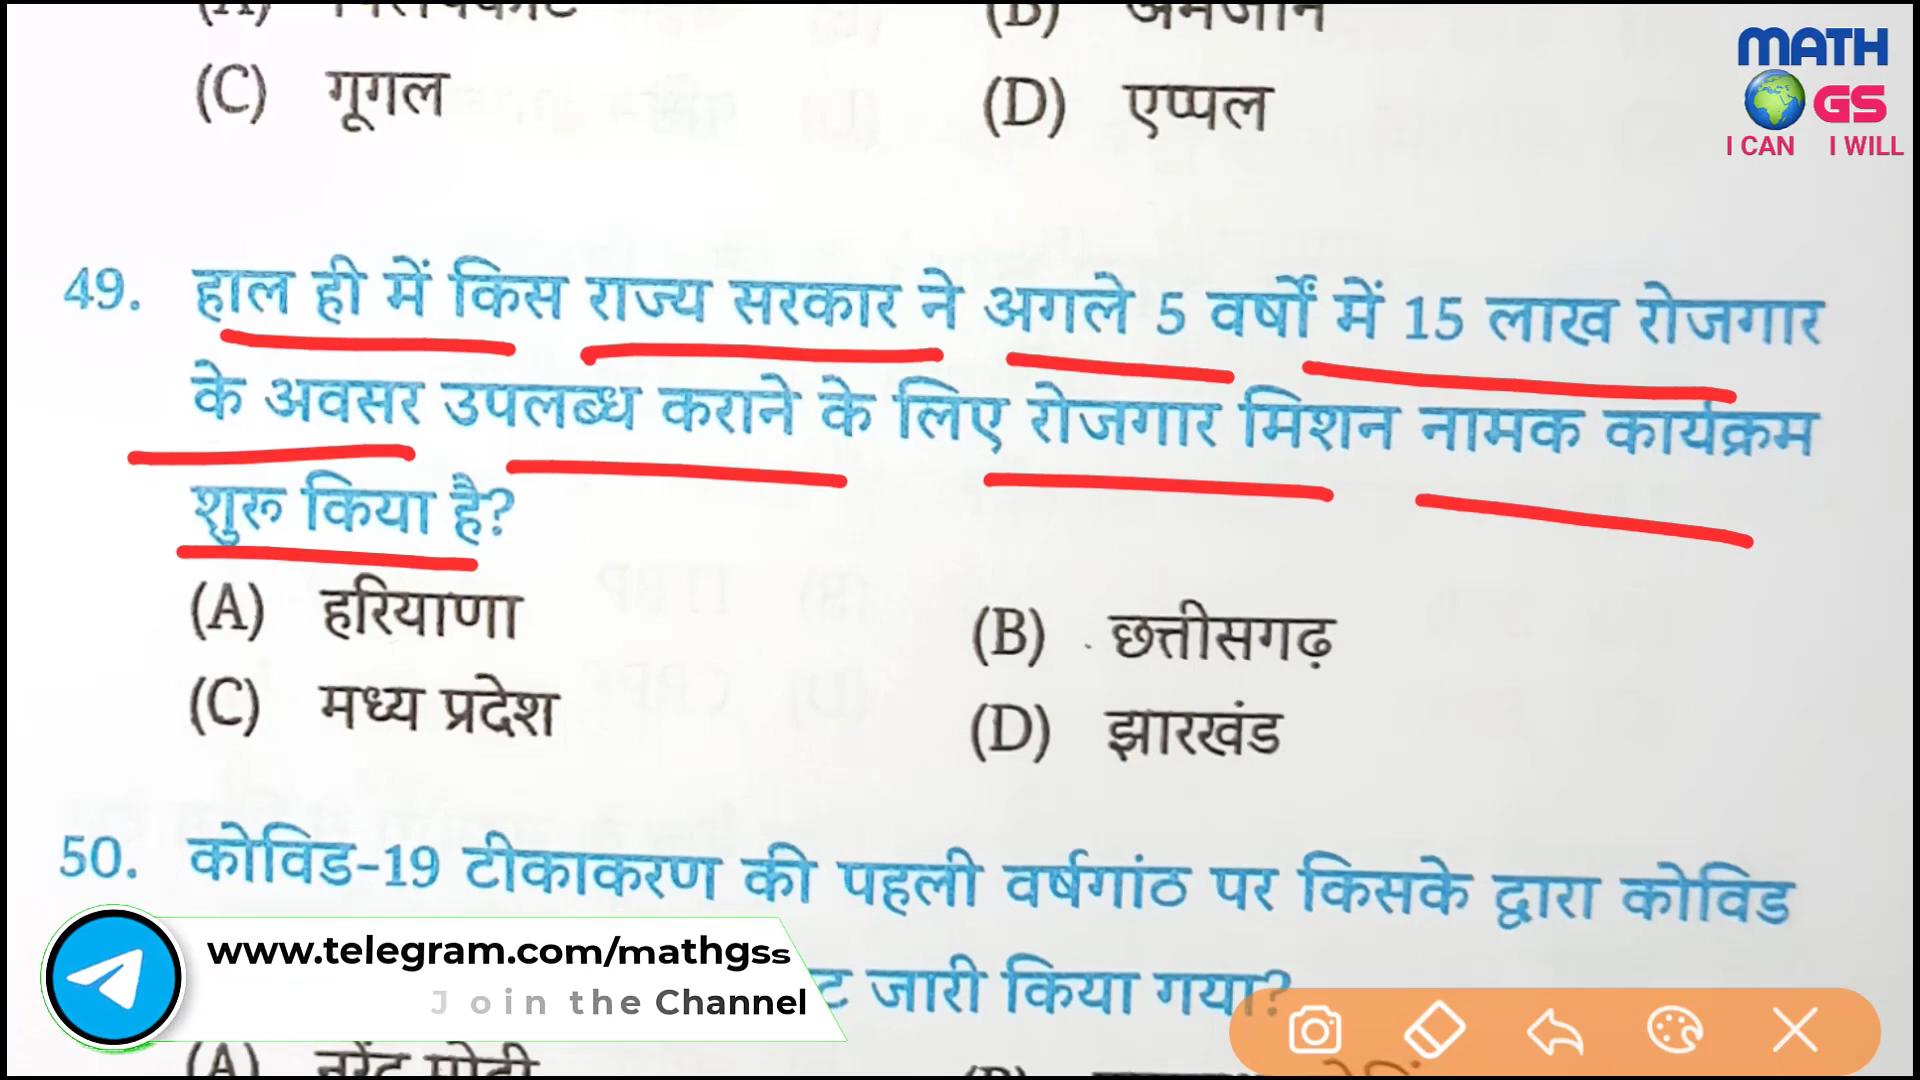 (C) गूगल (D) एप्पल
MATH
GS
I CAN I WILL
49. हाल ही में किस राज्य सरकार ने अगले 5 वर्षों में 15 लाख रोजगार
के अवसर उपलब्ध कराने के लिए रोजगार मिशन नामक कार्यक्रम
शुरू किया है?
(A) हरियाणा (B) छत्तीसगढ़
(C) मध्य प्रदेश (D) झारखंड
50. कोविड-19 टीकाकरण की पहली वर्षगांठ पर किसके द्वारा कोविड
जारी किया गया?
www.telegram.com/mathgss
Join the Channel